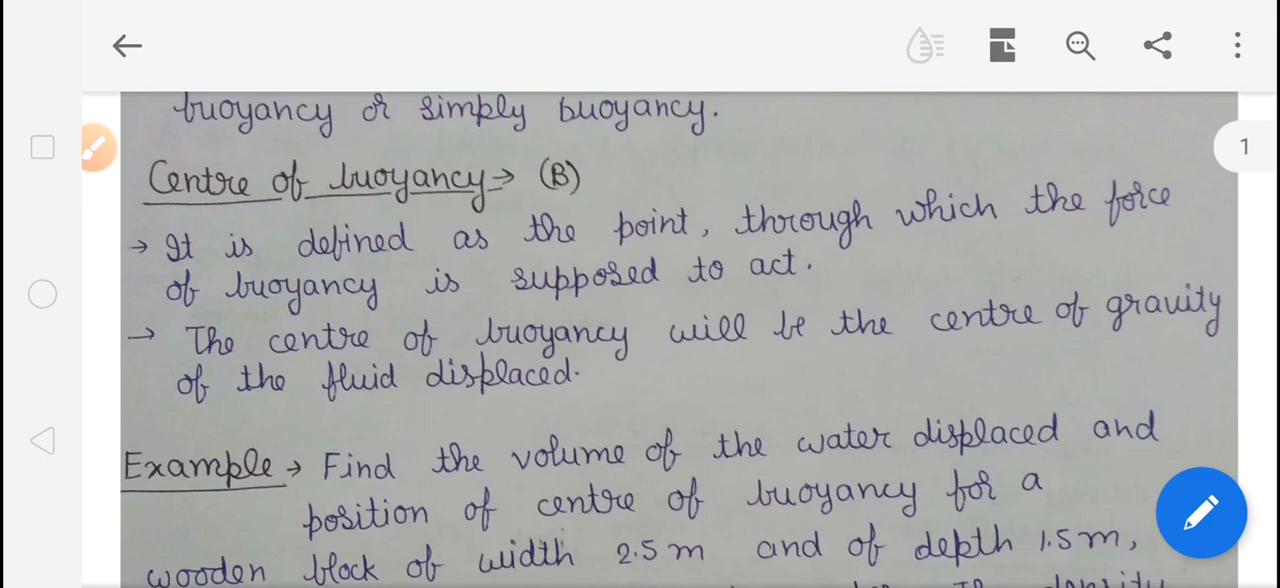 buoyancy or simply buoyancy.
1
Centre of buoyancy → (B)
→ It is defined as the point, through which the force
of buoyancy is supposed to act.
→ The centre of buoyancy will be the centre of gravity
of the fluid displaced.
Example → Find the volume of the water displaced and
position of centre of buoyancy for a
wooden block of width 2.5 m and of depth 1.5 m,
density